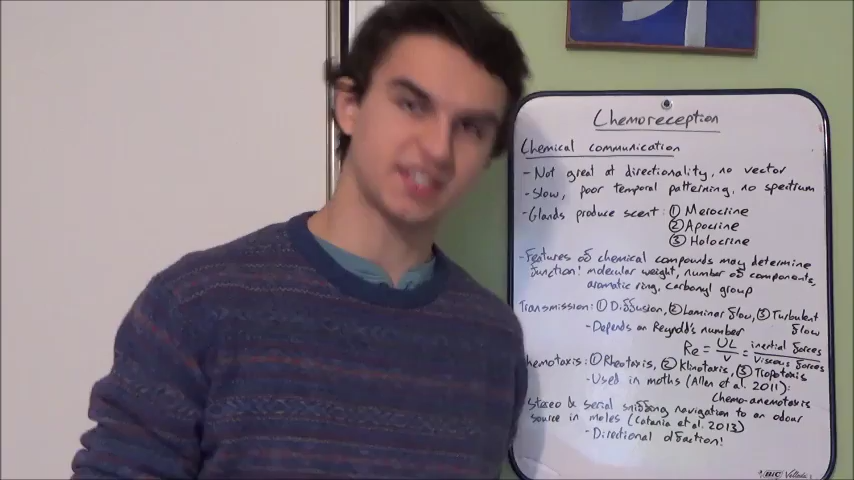 Chemoreception
Chemical communication
- Not great at directionality, no vector
- Slow, poor temporal patterning, no spectrum
- Glands produce scent: ① Merocrine
② Apocrine
③ Holocrine
- Features of chemical compounds may determine
function! molecular weight, number of components,
aromatic ring, carbonyl group
Transmission: ① Diffusion, ② Laminar flow, ③ Turbulent
flow
- Depends on Reynold's number
Re = UL/V = inertial forces/Viscous forces
hemotaxis: ① Rheotaxis, ② Klinotaxis, ③ Tropotaxis
- Used in moths (Allen et al. 2011):
chemo-anemotaxis
Stereo & serial sniffing navigation to an odour
source in moles (Catania et al. 2013)
- Directional olfaction!
BIC Velleda